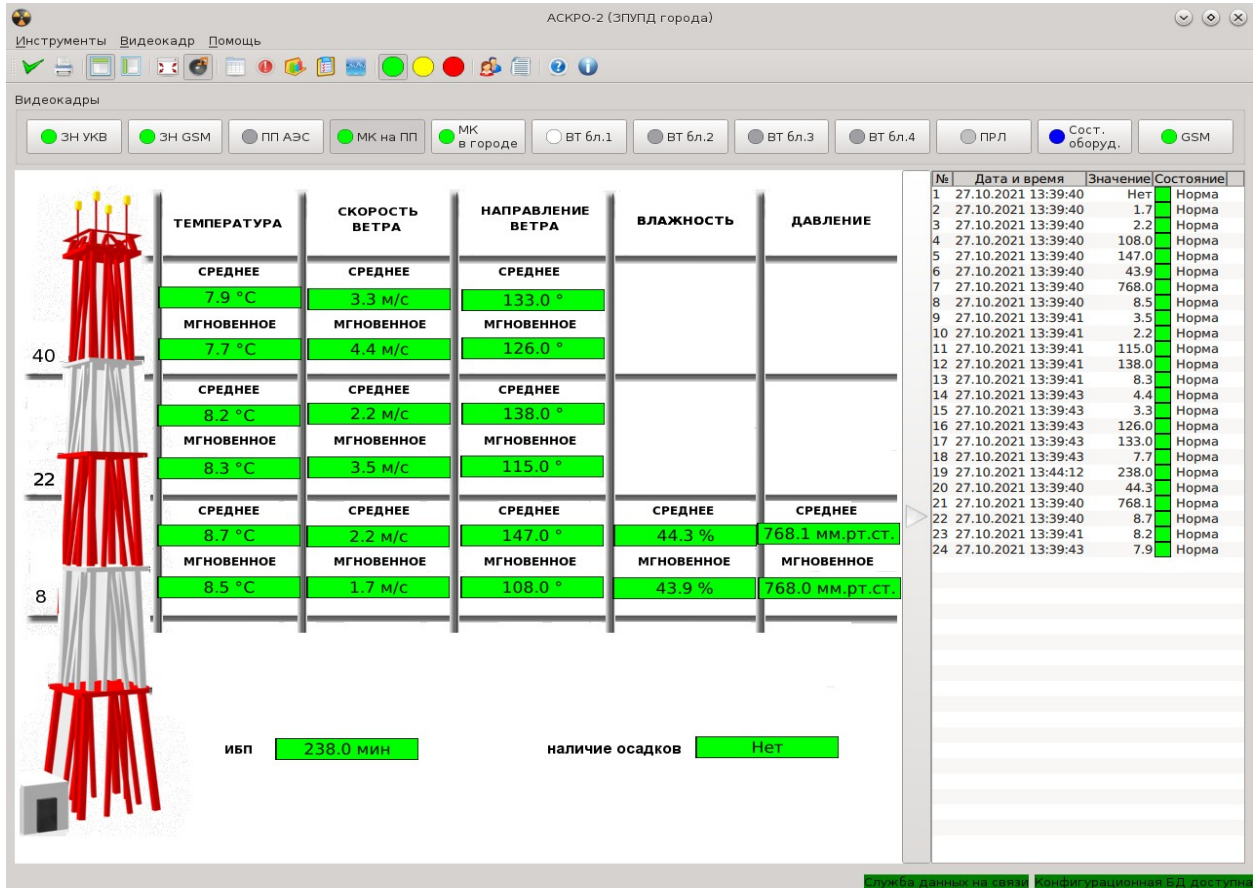 АСКРО-2 (ЗПУПД города)
Инструменты Видеокадр Помощь
Видеокадры
ЗН УКВ ЗН GSM ПП АЭС МК на ПП МК в городе ВТ бл.1 ВТ бл.2 ВТ бл.3 ВТ бл.4 ПРЛ Сост. оборуд. GSM
ТЕМПЕРАТУРА СКОРОСТЬ ВЕТРА НАПРАВЛЕНИЕ ВЕТРА ВЛАЖНОСТЬ ДАВЛЕНИЕ
СРЕДНЕЕ СРЕДНЕЕ СРЕДНЕЕ
7.9 °C 3.3 м/с 133.0 °
МГНОВЕННОЕ МГНОВЕННОЕ МГНОВЕННОЕ
40 7.7 °C 4.4 м/с 126.0 °
СРЕДНЕЕ СРЕДНЕЕ СРЕДНЕЕ
8.2 °C 2.2 м/с 138.0 °
МГНОВЕННОЕ МГНОВЕННОЕ МГНОВЕННОЕ
22 8.3 °C 3.5 м/с 115.0 °
СРЕДНЕЕ СРЕДНЕЕ СРЕДНЕЕ СРЕДНЕЕ СРЕДНЕЕ
8.7 °C 2.2 м/с 147.0 ° 44.3 % 768.1 мм.рт.ст.
МГНОВЕННОЕ МГНОВЕННОЕ МГНОВЕННОЕ МГНОВЕННОЕ МГНОВЕННОЕ
8 8.5 °C 1.7 м/с 108.0 ° 43.9 % 768.0 мм.рт.ст.
ИБП 238.0 мин наличие осадков Нет
№ Дата и время Значение Состояние
1 27.10.2021 13:39:40 Нет Норма
2 27.10.2021 13:39:40 1.7 Норма
3 27.10.2021 13:39:40 2.2 Норма
4 27.10.2021 13:39:40 108.0 Норма
5 27.10.2021 13:39:40 147.0 Норма
6 27.10.2021 13:39:40 43.9 Норма
7 27.10.2021 13:39:40 768.0 Норма
8 27.10.2021 13:39:40 8.5 Норма
9 27.10.2021 13:39:41 3.5 Норма
10 27.10.2021 13:39:41 2.2 Норма
11 27.10.2021 13:39:41 115.0 Норма
12 27.10.2021 13:39:41 138.0 Норма
13 27.10.2021 13:39:41 8.3 Норма
14 27.10.2021 13:39:43 4.4 Норма
15 27.10.2021 13:39:43 3.3 Норма
16 27.10.2021 13:39:43 126.0 Норма
17 27.10.2021 13:39:43 133.0 Норма
18 27.10.2021 13:39:43 7.7 Норма
19 27.10.2021 13:44:12 238.0 Норма
20 27.10.2021 13:39:40 44.3 Норма
21 27.10.2021 13:39:40 768.1 Норма
22 27.10.2021 13:39:40 8.7 Норма
23 27.10.2021 13:39:41 8.2 Норма
24 27.10.2021 13:39:43 7.9 Норма
Служба данных на связи Конфигурационная БД доступна